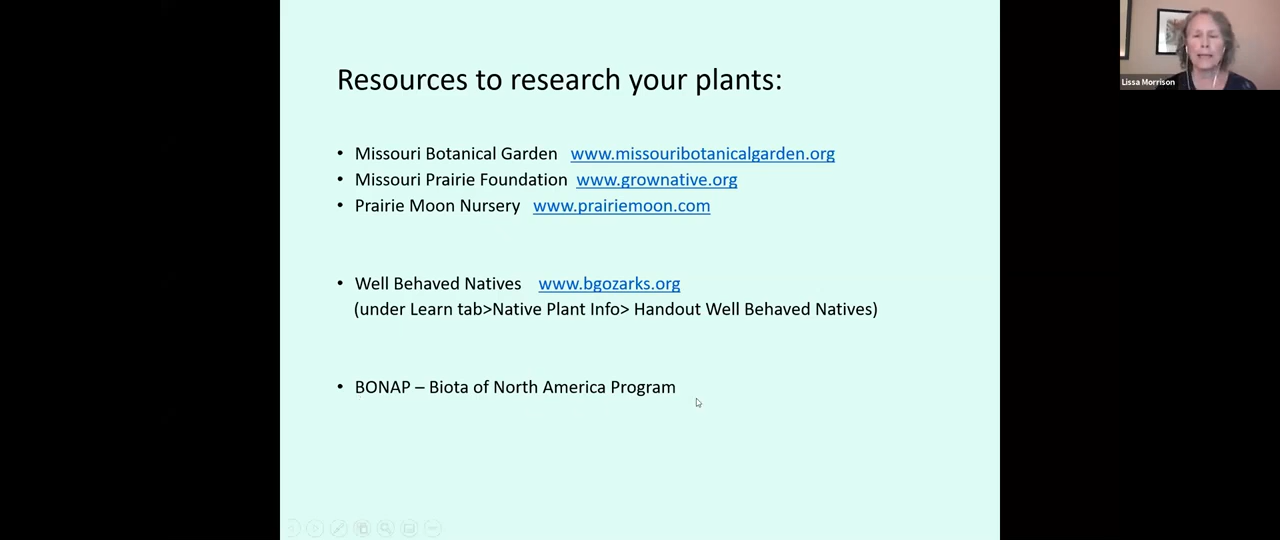 Resources to research your plants:
• Missouri Botanical Garden www.missouribotanicalgarden.org
• Missouri Prairie Foundation www.grownative.org
• Prairie Moon Nursery www.prairiemoon.com
• Well Behaved Natives www.bgozarks.org
(under Learn tab>Native Plant Info> Handout Well Behaved Natives)
• BONAP – Biota of North America Program
Lissa Morrison